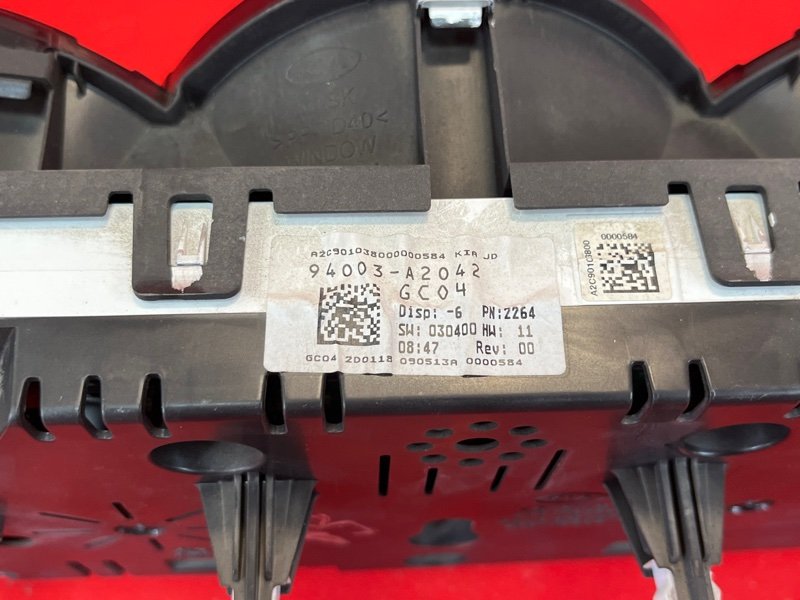 WINDOW
A2C90103800000584 KIA JD
94003-A2042
GC04
Disp: -6 PN:2264
SW: 030400 HW: 11
08:47 Rev: 00
GC04 2D0118 090513A 0000584
0000584
A2C90103800